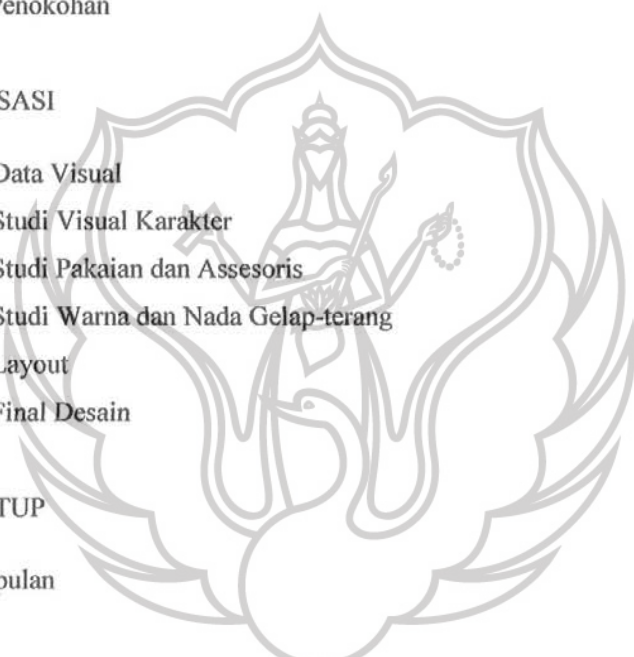 Penokohan
SASI
Data Visual
Studi Visual Karakter
Studi Pakaian dan Assesoris
Studi Warna dan Nada Gelap-terang
Layout
Final Desain
TUP
pulan